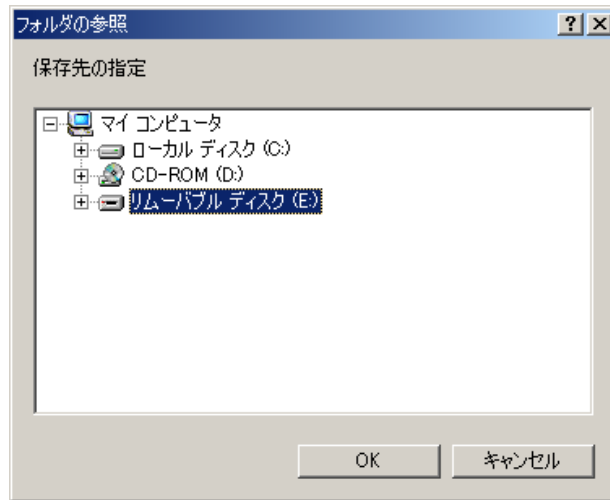 フォルダの参照
保存先の指定
マイ コンピュータ
ローカル ディスク (C:)
CD-ROM (D:)
リムーバブル ディスク (E:)
OK
キャンセル